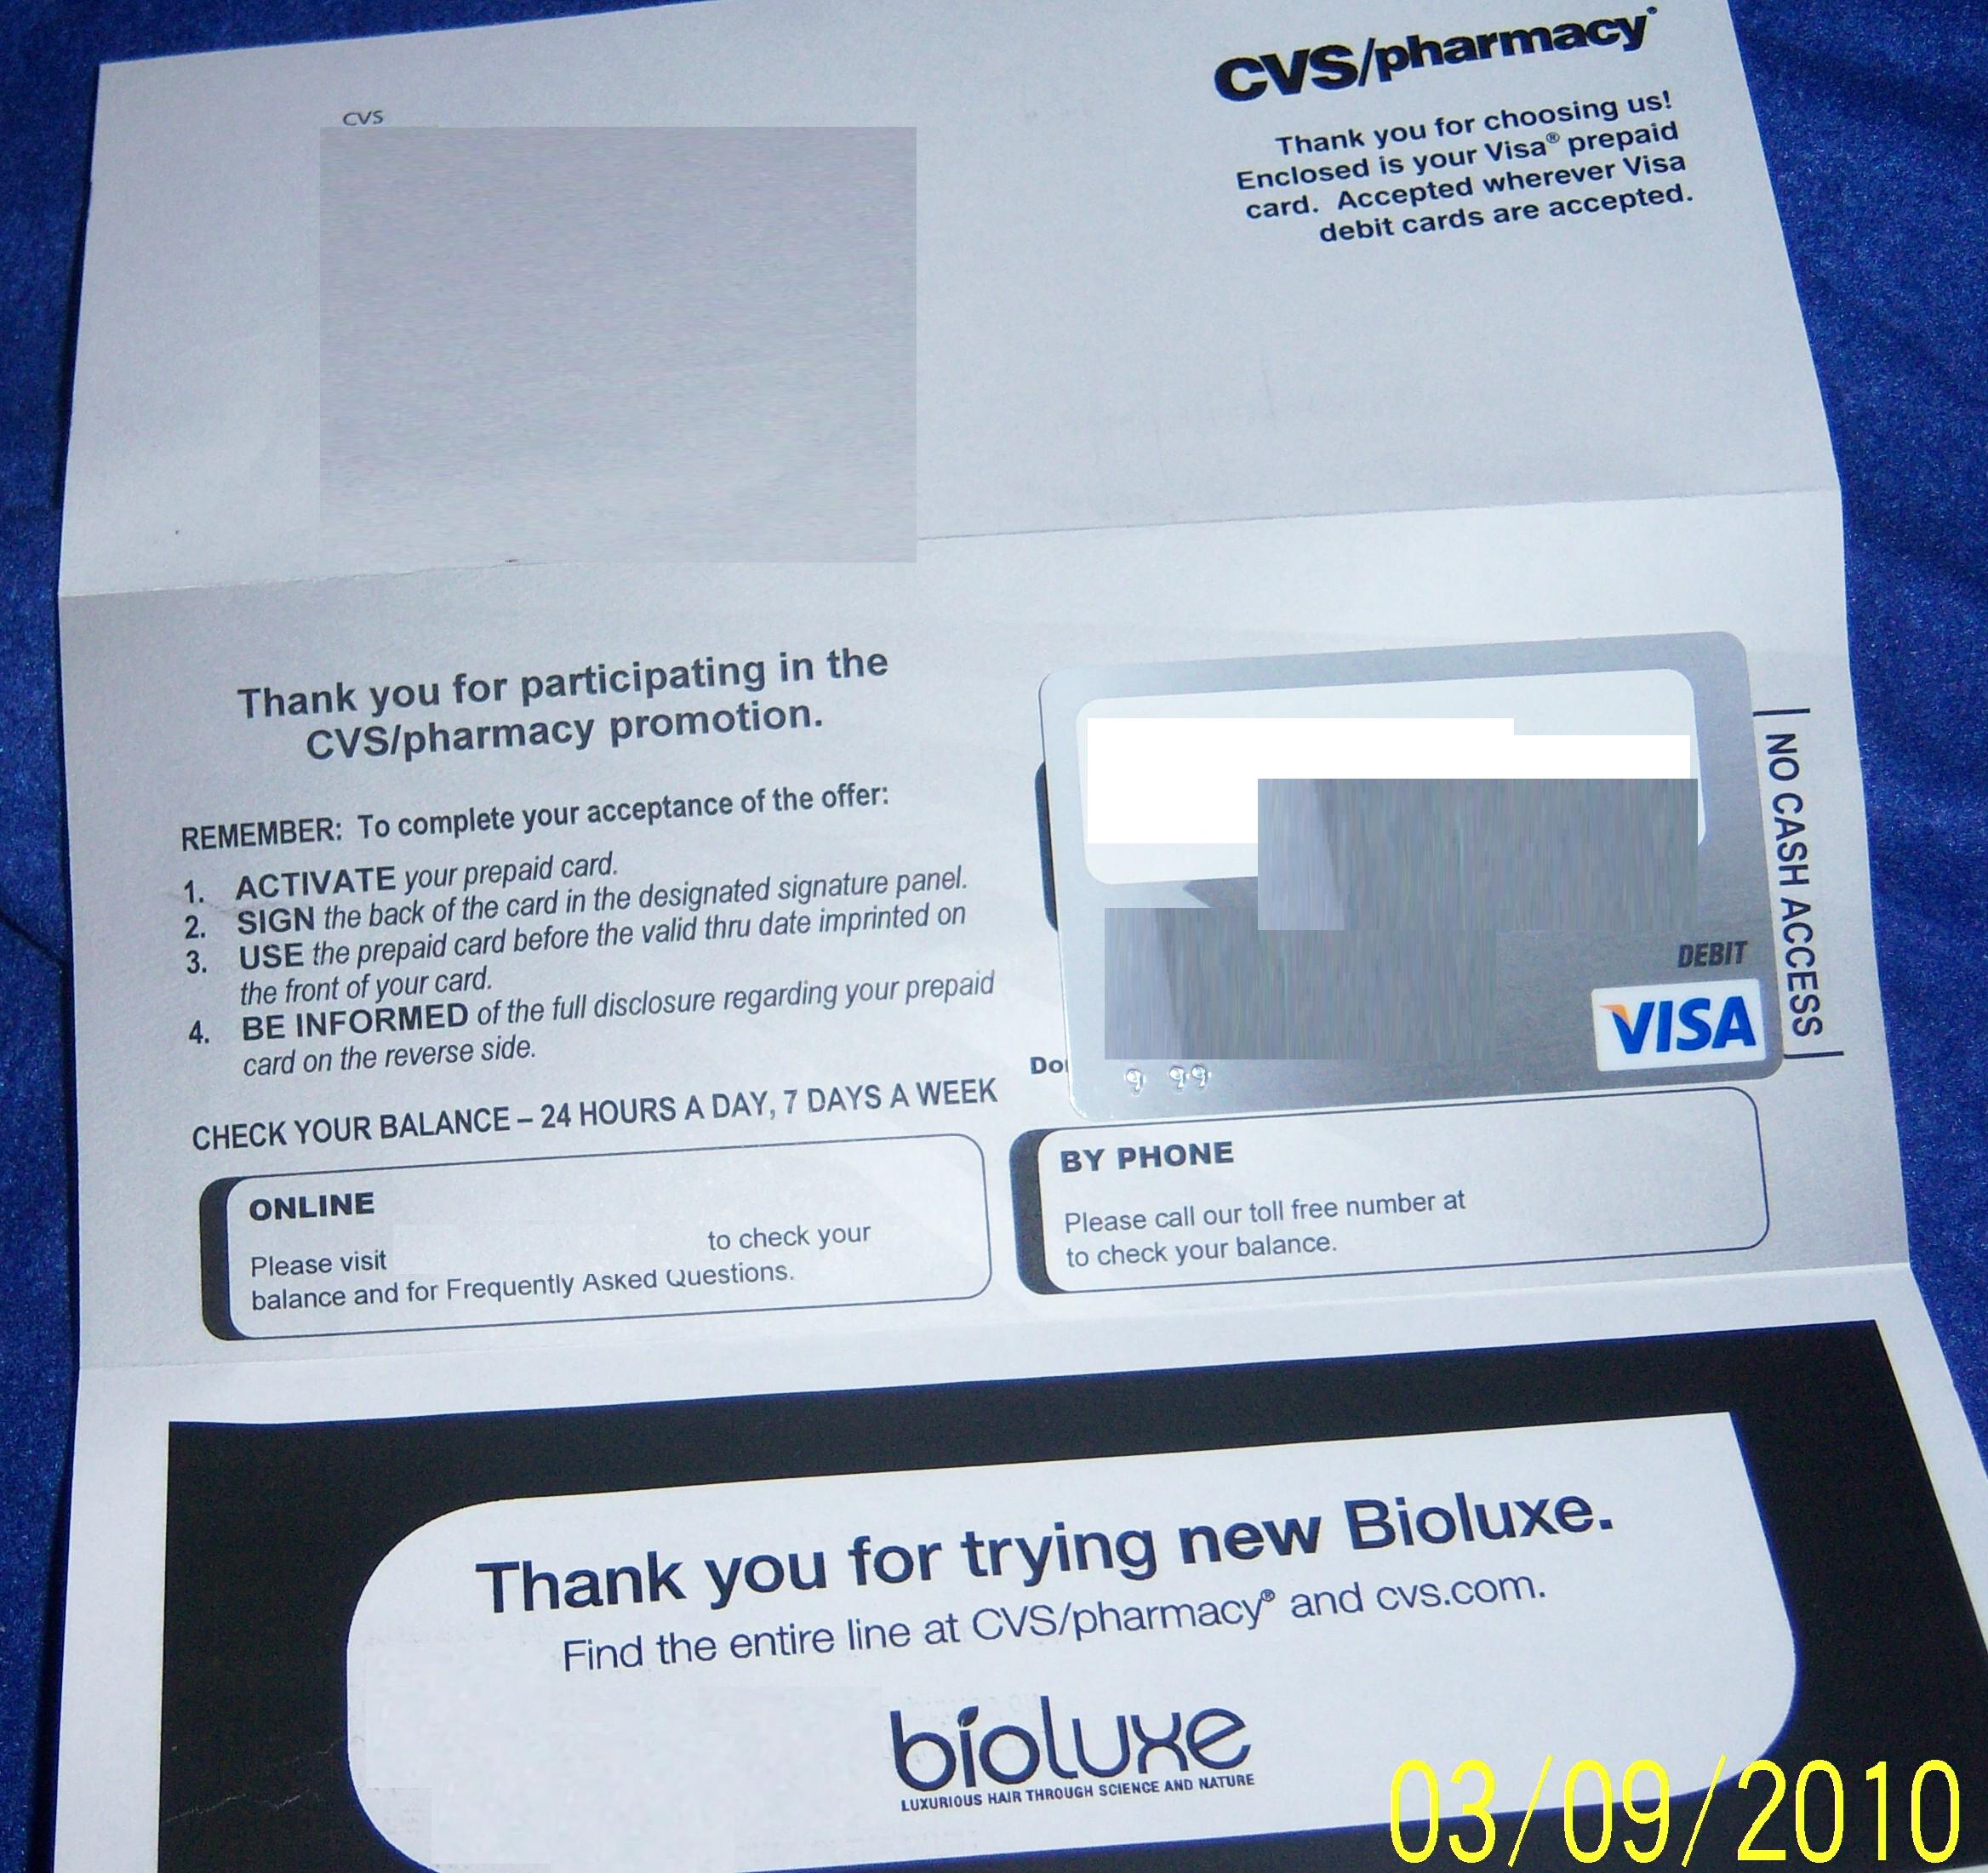 CVS
CVS/pharmacy
Thank you for choosing us!
Enclosed is your Visa® prepaid
card. Accepted wherever Visa
debit cards are accepted.
Thank you for participating in the
CVS/pharmacy promotion.
REMEMBER: To complete your acceptance of the offer:
1. ACTIVATE your prepaid card.
2. SIGN the back of the card in the designated signature panel.
3. USE the prepaid card before the valid thru date imprinted on
the front of your card.
4. BE INFORMED of the full disclosure regarding your prepaid
card on the reverse side.
DEBIT
VISA
9 99
NO CASH ACCESS
CHECK YOUR BALANCE – 24 HOURS A DAY, 7 DAYS A WEEK
ONLINE
Please visit to check your
balance and for Frequently Asked Questions.
BY PHONE
Please call our toll free number at
to check your balance.
Thank you for trying new Bioluxe.
Find the entire line at CVS/pharmacy® and cvs.com.
bioluxe
LUXURIOUS HAIR THROUGH SCIENCE AND NATURE
03/09/2010